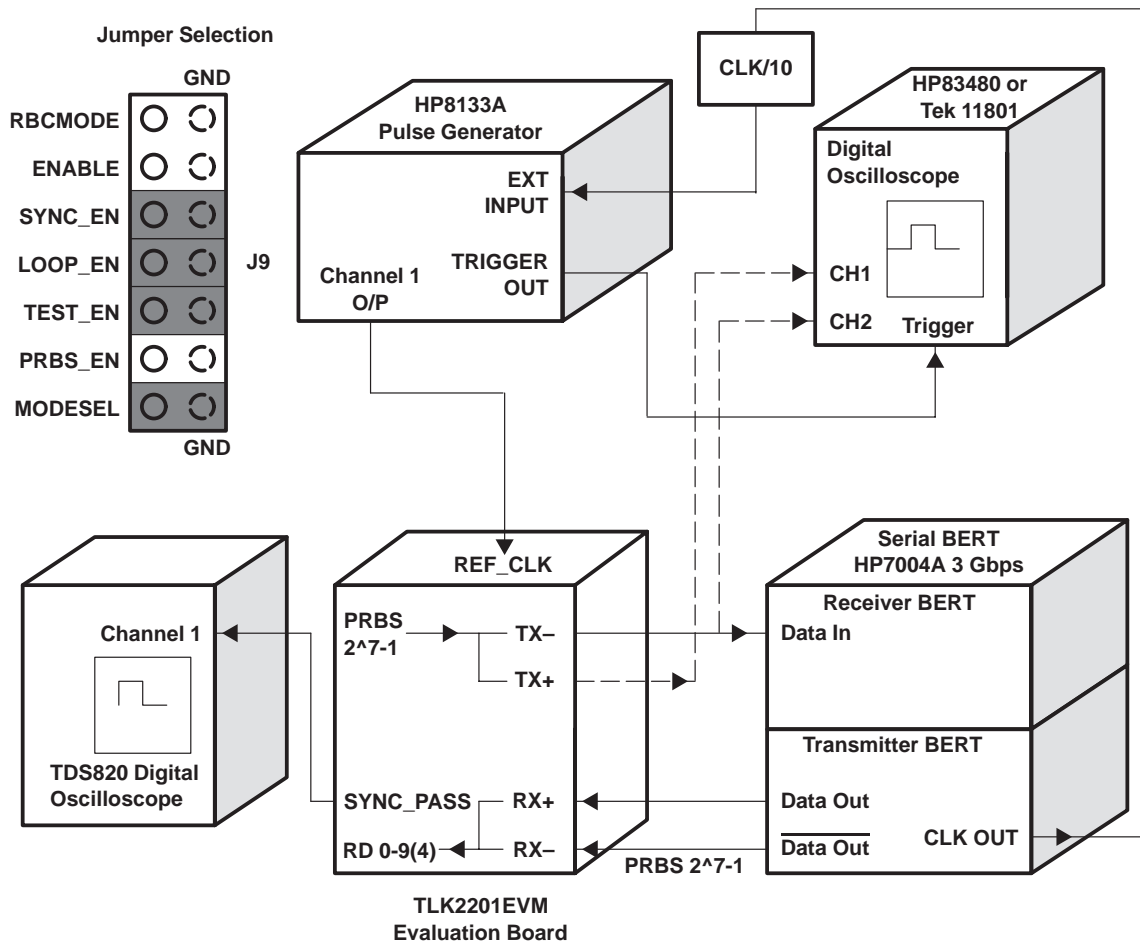 Jumper Selection
GND
RBCMODE
ENABLE
SYNC_EN
LOOP_EN
TEST_EN
PRBS_EN
MODESEL
GND
J9
HP8133A
Pulse Generator
EXT
INPUT
TRIGGER
OUT
Channel 1
O/P
CLK/10
HP83480 or
Tek 11801
Digital
Oscilloscope
CH1
CH2
Trigger
Channel 1
TDS820 Digital
Oscilloscope
REF_CLK
PRBS
2^7-1
TX–
TX+
SYNC_PASS
RX+
RD 0-9(4)
RX–
TLK2201EVM
Evaluation Board
Serial BERT
HP7004A 3 Gbps
Receiver BERT
Data In
Transmitter BERT
Data Out
Data Out
CLK OUT
PRBS 2^7-1